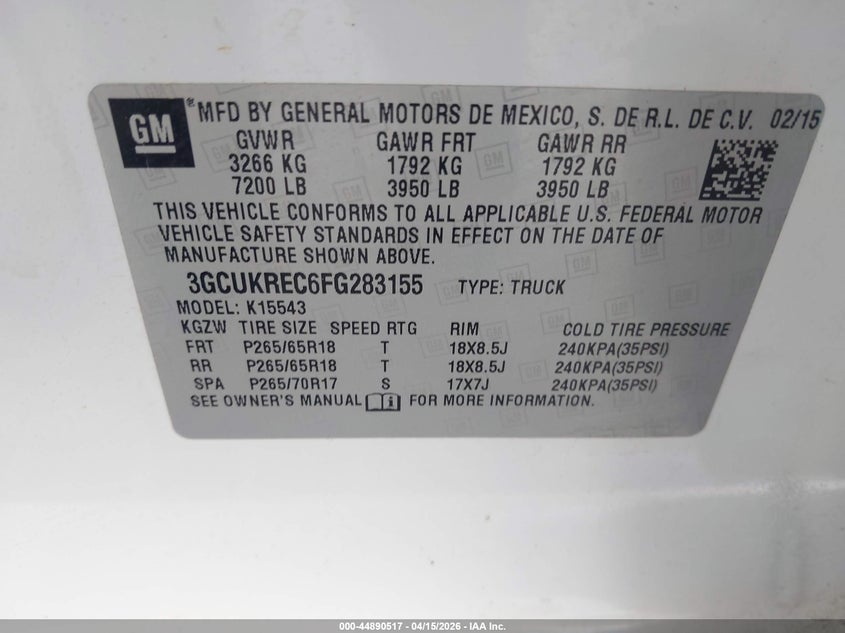 GM
® MFD BY GENERAL MOTORS DE MEXICO, S. DE R.L. DE C.V. 02/15
GVWR GAWR FRT GAWR RR
3266 KG 1792 KG 1792 KG
7200 LB 3950 LB 3950 LB
THIS VEHICLE CONFORMS TO ALL APPLICABLE U.S. FEDERAL MOTOR
VEHICLE SAFETY STANDARDS IN EFFECT ON THE DATE OF
MANUFACTURE SHOWN ABOVE.
3GCUKREC6FG283155 TYPE: TRUCK
MODEL: K15543
KGZW TIRE SIZE SPEED RTG RIM COLD TIRE PRESSURE
FRT P265/65R18 T 18X8.5J 240KPA(35PSI)
RR P265/65R18 T 18X8.5J 240KPA(35PSI)
SPA P265/70R17 S 17X7J 240KPA(35PSI)
SEE OWNER'S MANUAL i FOR MORE INFORMATION.
000-44890517 - 04/15/2026 - IAA Inc.